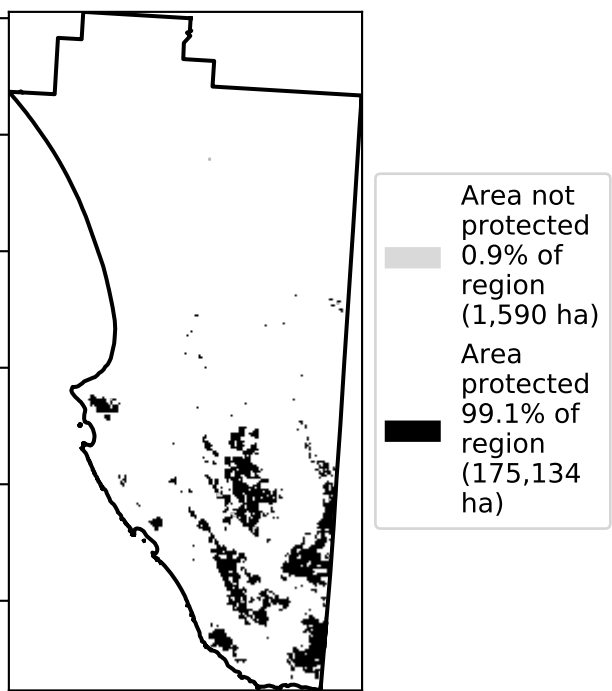 Area not
protected
0.9% of
region
(1,590 ha)
Area
protected
99.1% of
region
(175,134
ha)